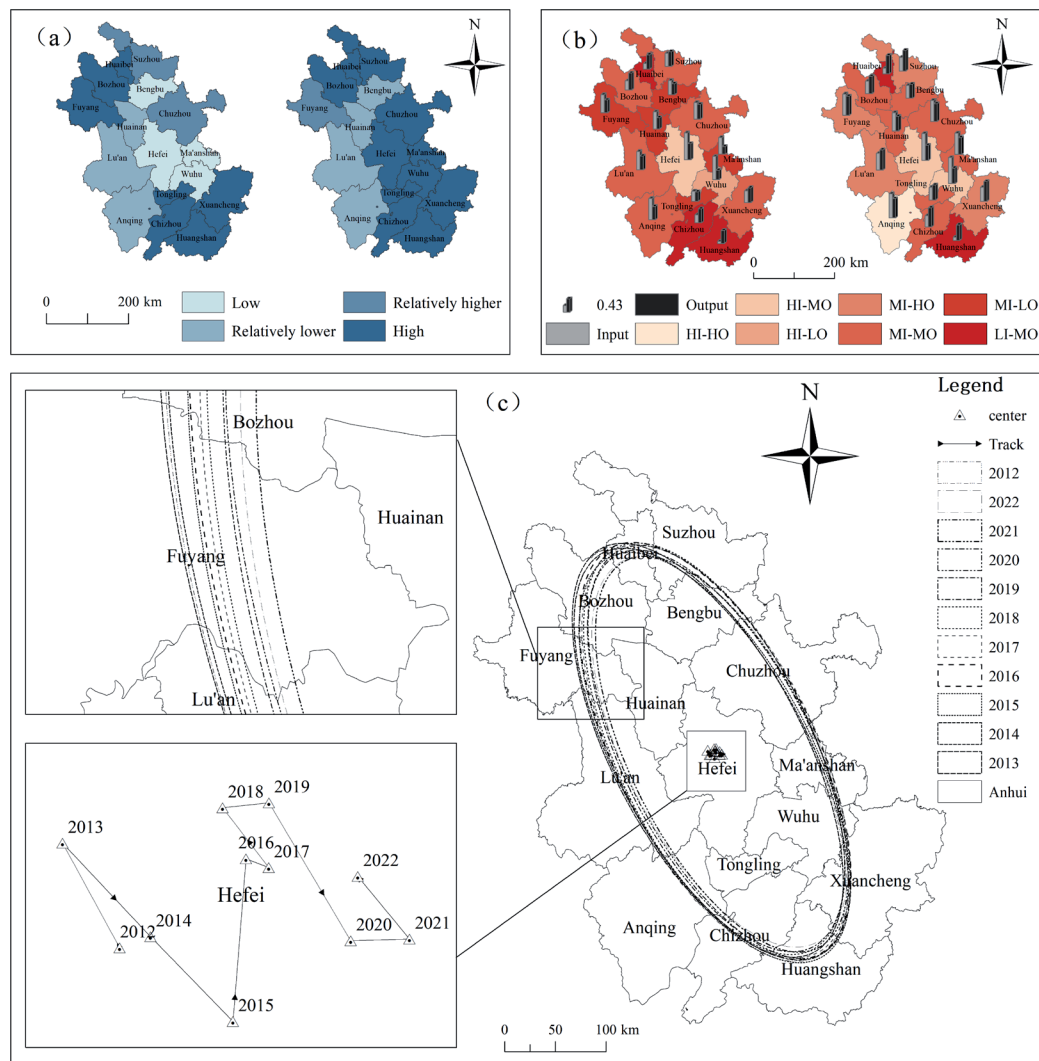 (a)
N
Suzhou
Huaibei
Bozhou
Bengbu
Fuyang
Chuzhou
Huainan
Lu'an
Hefei
Ma'anshan
Wuhu
Tongling
Xuancheng
Anqing
Chizhou
Huangshan
Suzhou
Huaibei
Bozhou
Bengbu
Fuyang
Chuzhou
Huainan
Lu'an
Hefei
Ma'anshan
Wuhu
Tongling
Xuancheng
Anqing
Chizhou
Huangshan
0 200 km
Low
Relatively higher
Relatively lower
High
(b)
N
Suzhou
Huaibei
Bozhou
Bengbu
Fuyang
Chuzhou
Huainan
Hefei
Ma'anshan
Lu'an
Wuhu
Tongling
Xuancheng
Anqing
Chizhou
Huangshan
Suzhou
Huaibei
Bozhou
Bengbu
Fuyang
Chuzhou
Huainan
Hefei
Ma'anshan
Lu'an
Tongling
Wuhu
Xuancheng
Anqing
Chizhou
Huangshan
0 200 km
0.43 Output HI-MO MI-HO MI-LO
Input HI-HO HI-LO MI-MO LI-MO
(c)
N
Bozhou
Huainan
Fuyang
Lu'an
2018
2019
2013
2016
2017
2022
Hefei
2014
2012
2020
2021
2015
Suzhou
Huaibei
Bozhou
Bengbu
Fuyang
Chuzhou
Huainan
Hefei
Ma'anshan
Lu'an
Wuhu
Tongling
Xuancheng
Anqing
Chizhou
Huangshan
0 50 100 km
Legend
center
Track
2012
2022
2021
2020
2019
2018
2017
2016
2015
2014
2013
Anhui